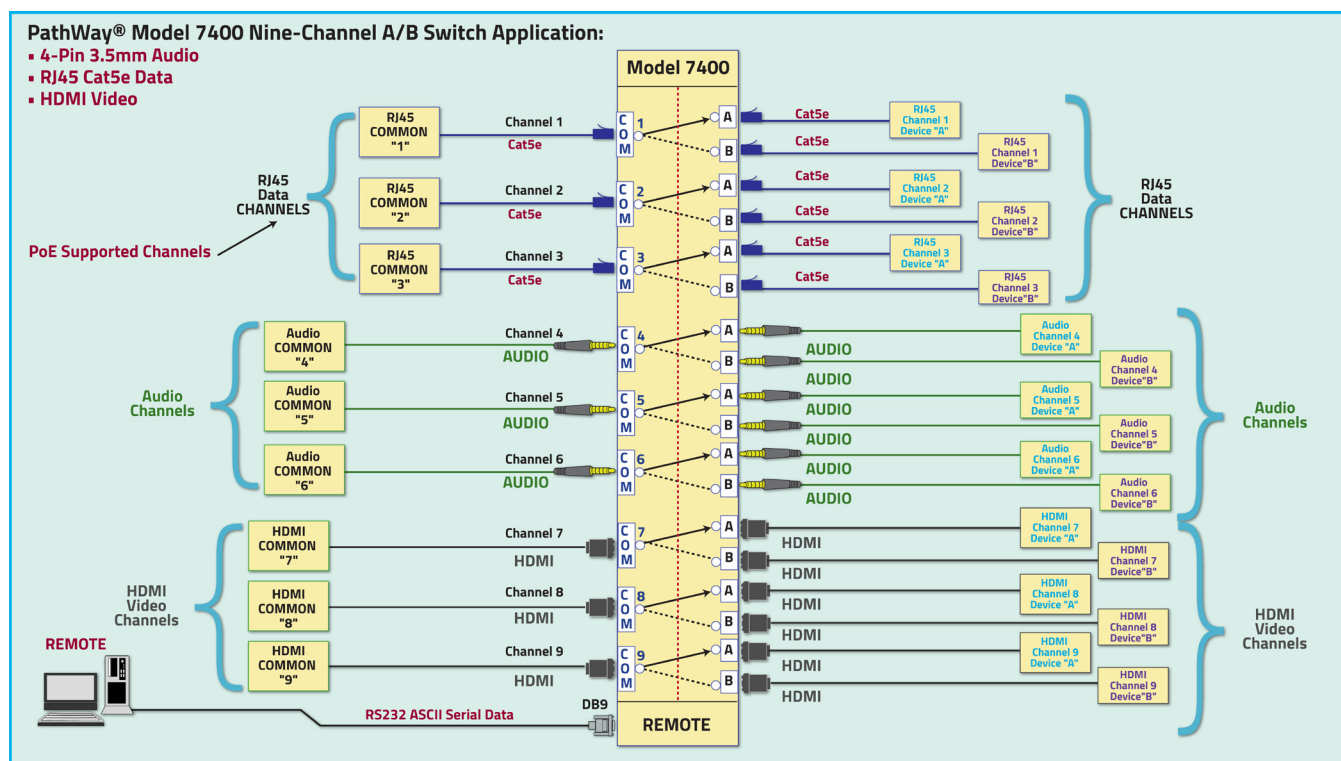 PathWay® Model 7400 Nine-Channel A/B Switch Application:
▪ 4-Pin 3.5mm Audio
▪ RJ45 Cat5e Data
▪ HDMI Video
Model 7400
RJ45
Data
CHANNELS
PoE Supported Channels
RJ45
COMMON
"1"
Channel 1
Cat5e
C
O
M
1
A
B
Cat5e
RJ45
Channel 1
Device "A"
Cat5e
RJ45
Channel 1
Device"B"
RJ45
COMMON
"2"
Channel 2
Cat5e
C
O
M
2
A
B
Cat5e
RJ45
Channel 2
Device "A"
Cat5e
RJ45
Channel 2
Device"B"
RJ45
COMMON
"3"
Channel 3
Cat5e
C
O
M
3
A
B
Cat5e
RJ45
Channel 3
Device "A"
Cat5e
RJ45
Channel 3
Device"B"
RJ45
Data
CHANNELS
Audio
Channels
Audio
COMMON
"4"
Channel 4
AUDIO
C
O
M
4
A
B
AUDIO
Audio
Channel 4
Device "A"
AUDIO
Audio
Channel 4
Device"B"
Audio
COMMON
"5"
Channel 5
AUDIO
C
O
M
5
A
B
AUDIO
Audio
Channel 5
Device "A"
AUDIO
Audio
Channel 5
Device"B"
Audio
COMMON
"6"
Channel 6
AUDIO
C
O
M
6
A
B
AUDIO
Audio
Channel 6
Device "A"
AUDIO
Audio
Channel 6
Device"B"
Audio
Channels
HDMI
Video
Channels
HDMI
COMMON
"7"
Channel 7
HDMI
C
O
M
7
A
B
HDMI
HDMI
Channel 7
Device "A"
HDMI
HDMI
Channel 7
Device"B"
HDMI
COMMON
"8"
Channel 8
HDMI
C
O
M
8
A
B
HDMI
HDMI
Channel 8
Device "A"
HDMI
HDMI
Channel 8
Device"B"
HDMI
COMMON
"9"
Channel 9
HDMI
C
O
M
9
A
B
HDMI
HDMI
Channel 9
Device "A"
HDMI
HDMI
Channel 9
Device"B"
HDMI
Video
Channels
REMOTE
RS232 ASCII Serial Data
DB9
REMOTE